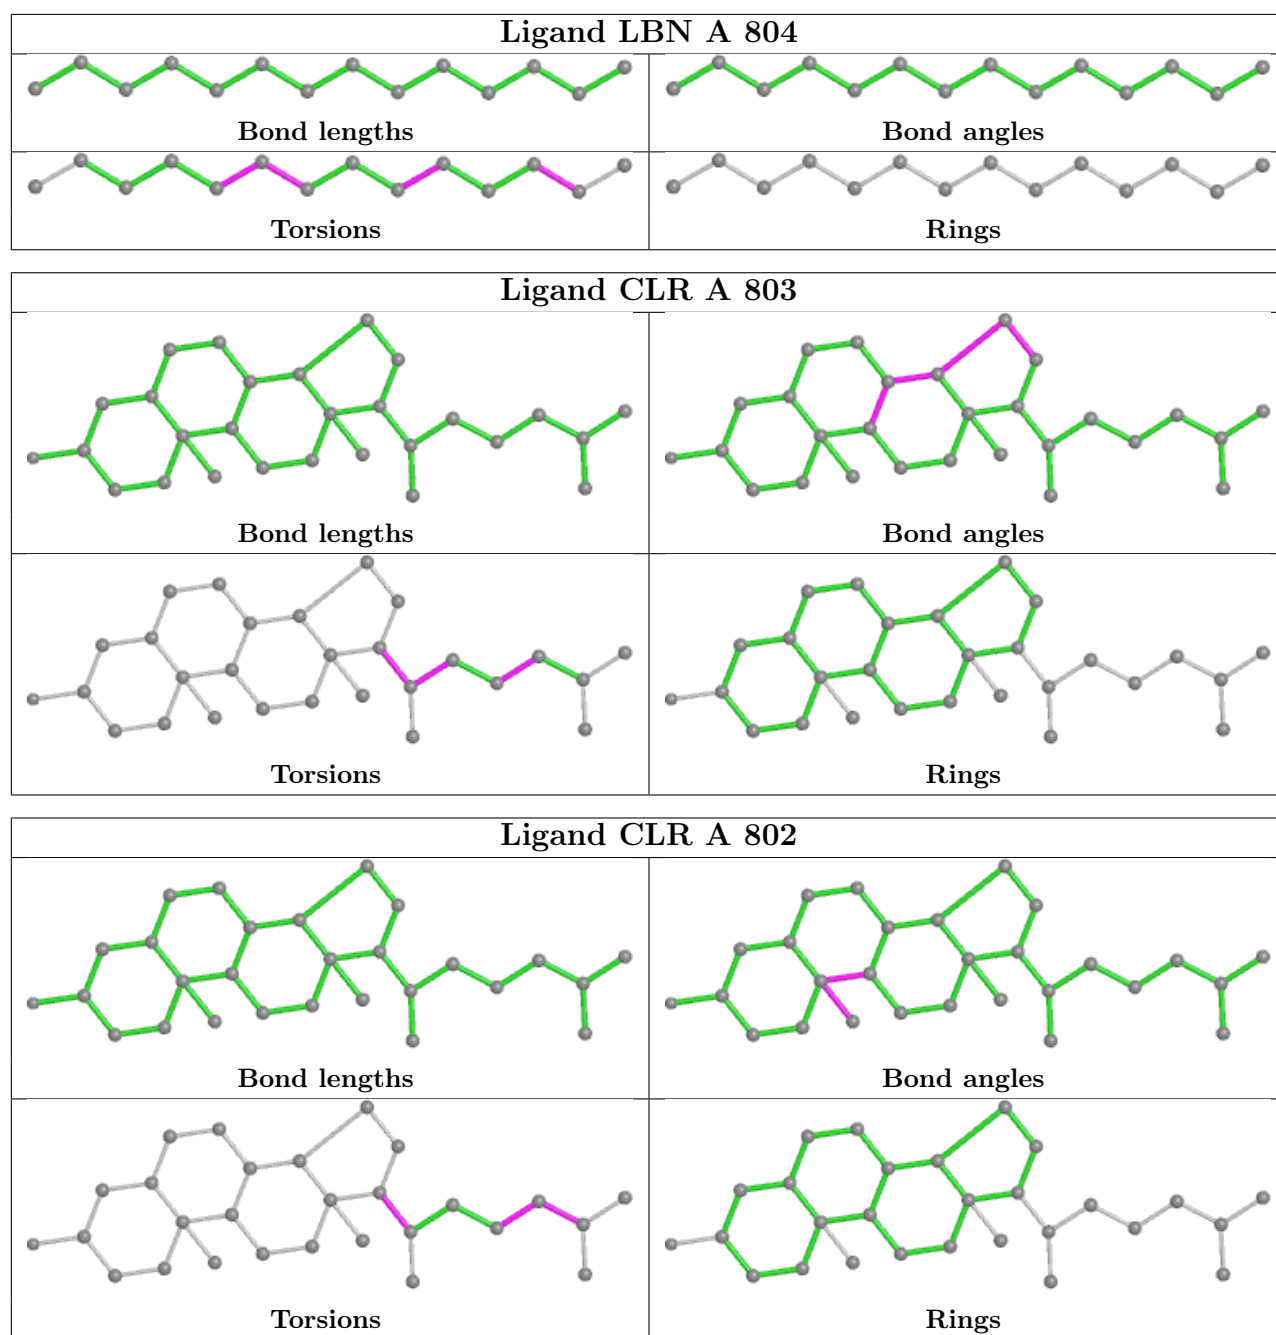 Ligand LBN A 804
Bond lengths
Bond angles
Torsions
Rings
Ligand CLR A 803
Bond lengths
Bond angles
Torsions
Rings
Ligand CLR A 802
Bond lengths
Bond angles
Torsions
Rings